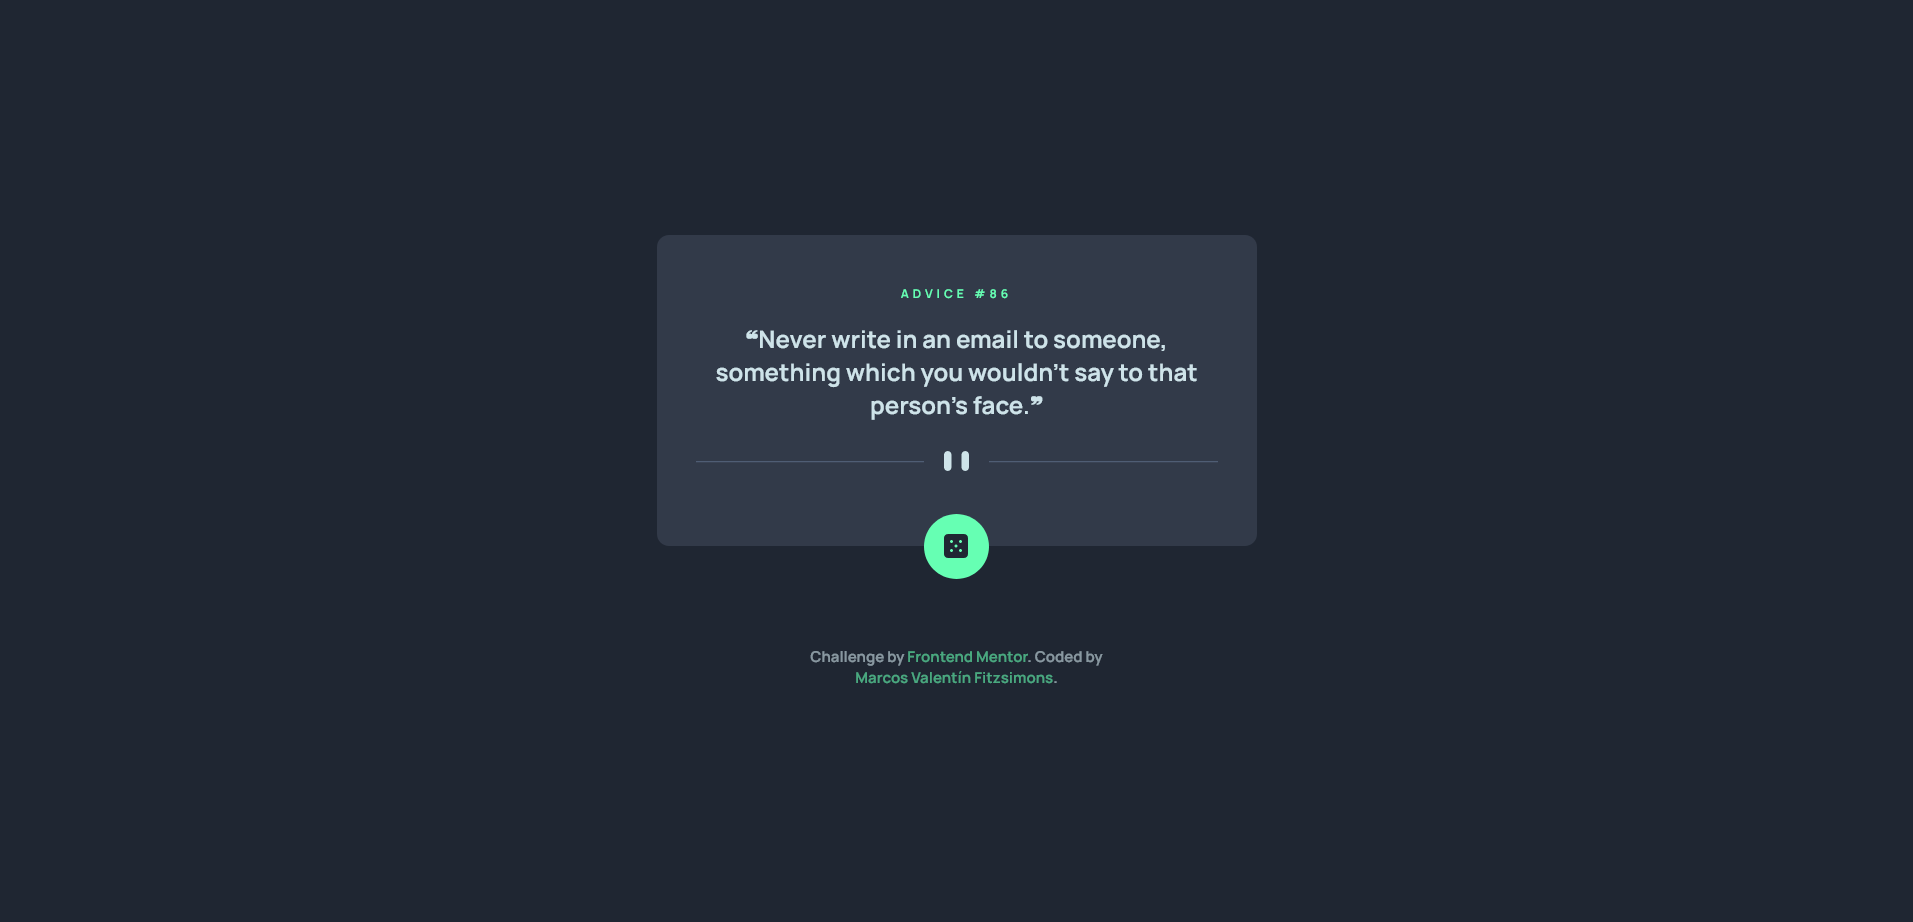 ADVICE #86
❝Never write in an email to someone,
something which you wouldn't say to that
person's face.❞
Challenge by Frontend Mentor. Coded by
Marcos Valentín Fitzsimons.